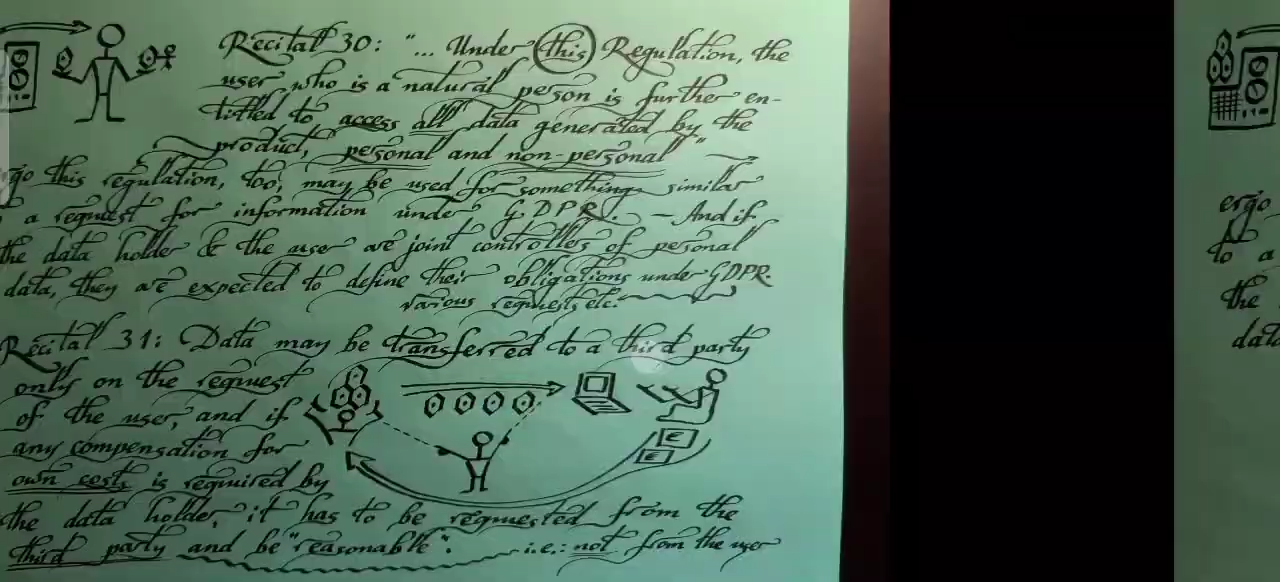 Recital 30: "... Under this Regulation, the
user who is a natural person is further en-
titled to access all data generated by the
product, personal and non-personal"
ergo this regulation, too, may be used for something similar
a request for information under GDPR. — And if
the data holder & the user are joint controllers of personal
data, they are expected to define their obligations under GDPR.
various requests, etc.
Recital 31: Data may be transferred to a third party
only on the request
of the user, and if
any compensation for
own costs is required by
the data holder, it has to be requested from the
third party and be "reasonable".
i.e.: not from the user
E
E
ergo
to a
the
data